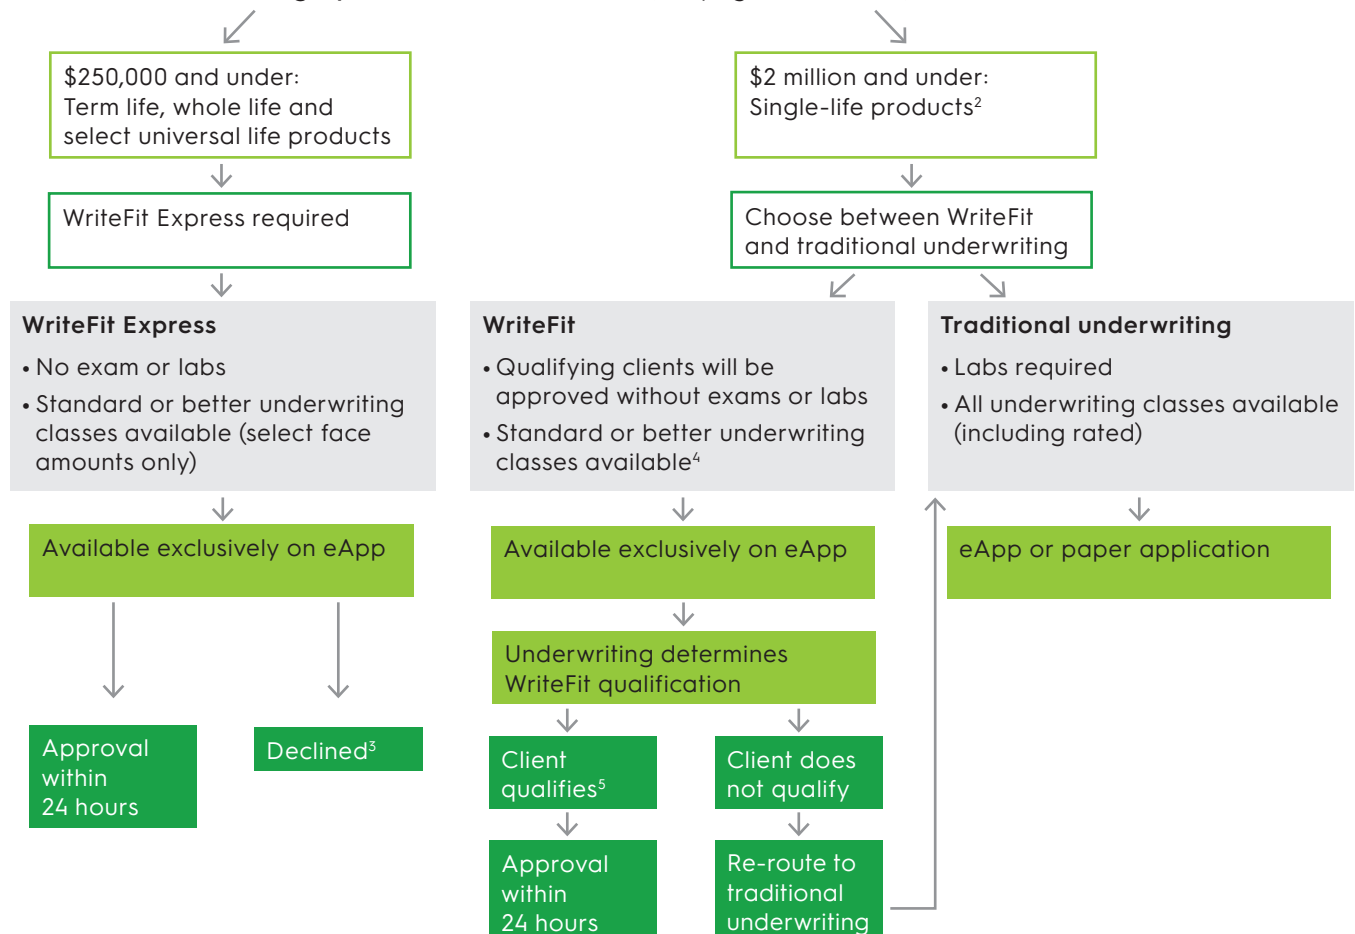 $250,000 and under:
Term life, whole life and
select universal life products
$2 million and under:
Single-life products²
WriteFit Express required
Choose between WriteFit
and traditional underwriting
WriteFit Express
• No exam or labs
• Standard or better underwriting
classes available (select face
amounts only)
WriteFit
• Qualifying clients will be
approved without exams or labs
• Standard or better underwriting
classes available⁴
Traditional underwriting
• Labs required
• All underwriting classes available
(including rated)
Available exclusively on eApp
Available exclusively on eApp
eApp or paper application
Underwriting determines
WriteFit qualification
Approval
within
24 hours
Declined³
Client
qualifies⁵
Client does
not qualify
Approval
within
24 hours
Re-route to
traditional
underwriting